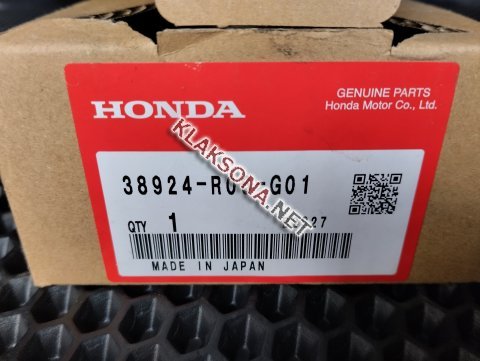 GENUINE PARTS
Honda Motor Co., Ltd.
HONDA
KLAKSONA.NET
QTY 1
MADE IN JAPAN